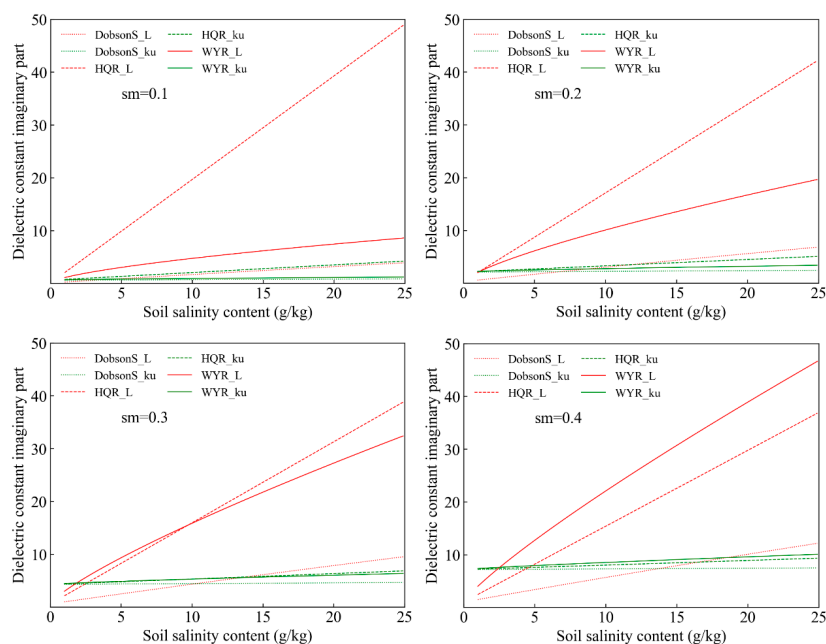 50
40
30
20
10
Dielectric constant imaginary part
DobsonS_L
DobsonS_ku
HQR_L
HQR_ku
WYR_L
WYR_ku
sm=0.1
0 5 10 15 20 25
Soil salinity content (g/kg)
50
40
30
20
10
Dielectric constant imaginary part
DobsonS_L
DobsonS_ku
HQR_L
HQR_ku
WYR_L
WYR_ku
sm=0.2
0 5 10 15 20 25
Soil salinity content (g/kg)
50
40
30
20
10
Dielectric constant imaginary part
DobsonS_L
DobsonS_ku
HQR_L
HQR_ku
WYR_L
WYR_ku
sm=0.3
0 5 10 15 20 25
Soil salinity content (g/kg)
50
40
30
20
10
Dielectric constant imaginary part
DobsonS_L
DobsonS_ku
HQR_L
HQR_ku
WYR_L
WYR_ku
sm=0.4
0 5 10 15 20 25
Soil salinity content (g/kg)